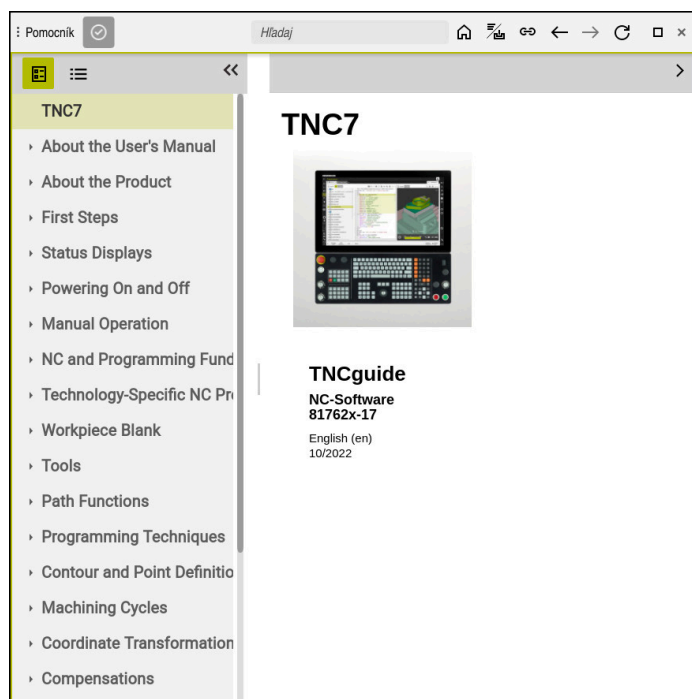 Pomocník
Hľadaj
TNC7
About the User's Manual
About the Product
First Steps
Status Displays
Powering On and Off
Manual Operation
NC and Programming Fund
Technology-Specific NC Pr
Workpiece Blank
Tools
Path Functions
Programming Techniques
Contour and Point Definitio
Machining Cycles
Coordinate Transformation
Compensations
TNC7
TNCguide
NC-Software
81762x-17
English (en)
10/2022